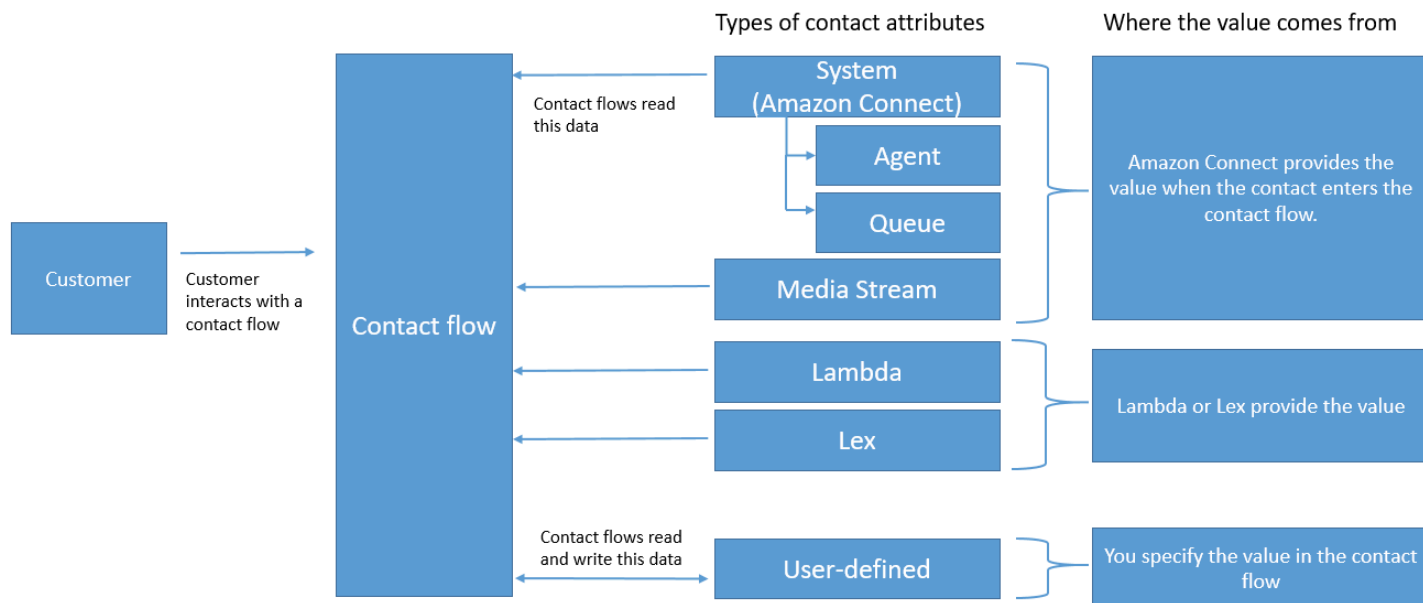 Types of contact attributes
Where the value comes from
System
(Amazon Connect)
Contact flows read
this data
Agent
Amazon Connect provides the
value when the contact enters the
contact flow.
Queue
Customer
Customer
interacts with a
contact flow
Media Stream
Contact flow
Lambda
Lambda or Lex provide the value
Lex
Contact flows read
and write this data
User-defined
You specify the value in the contact
flow